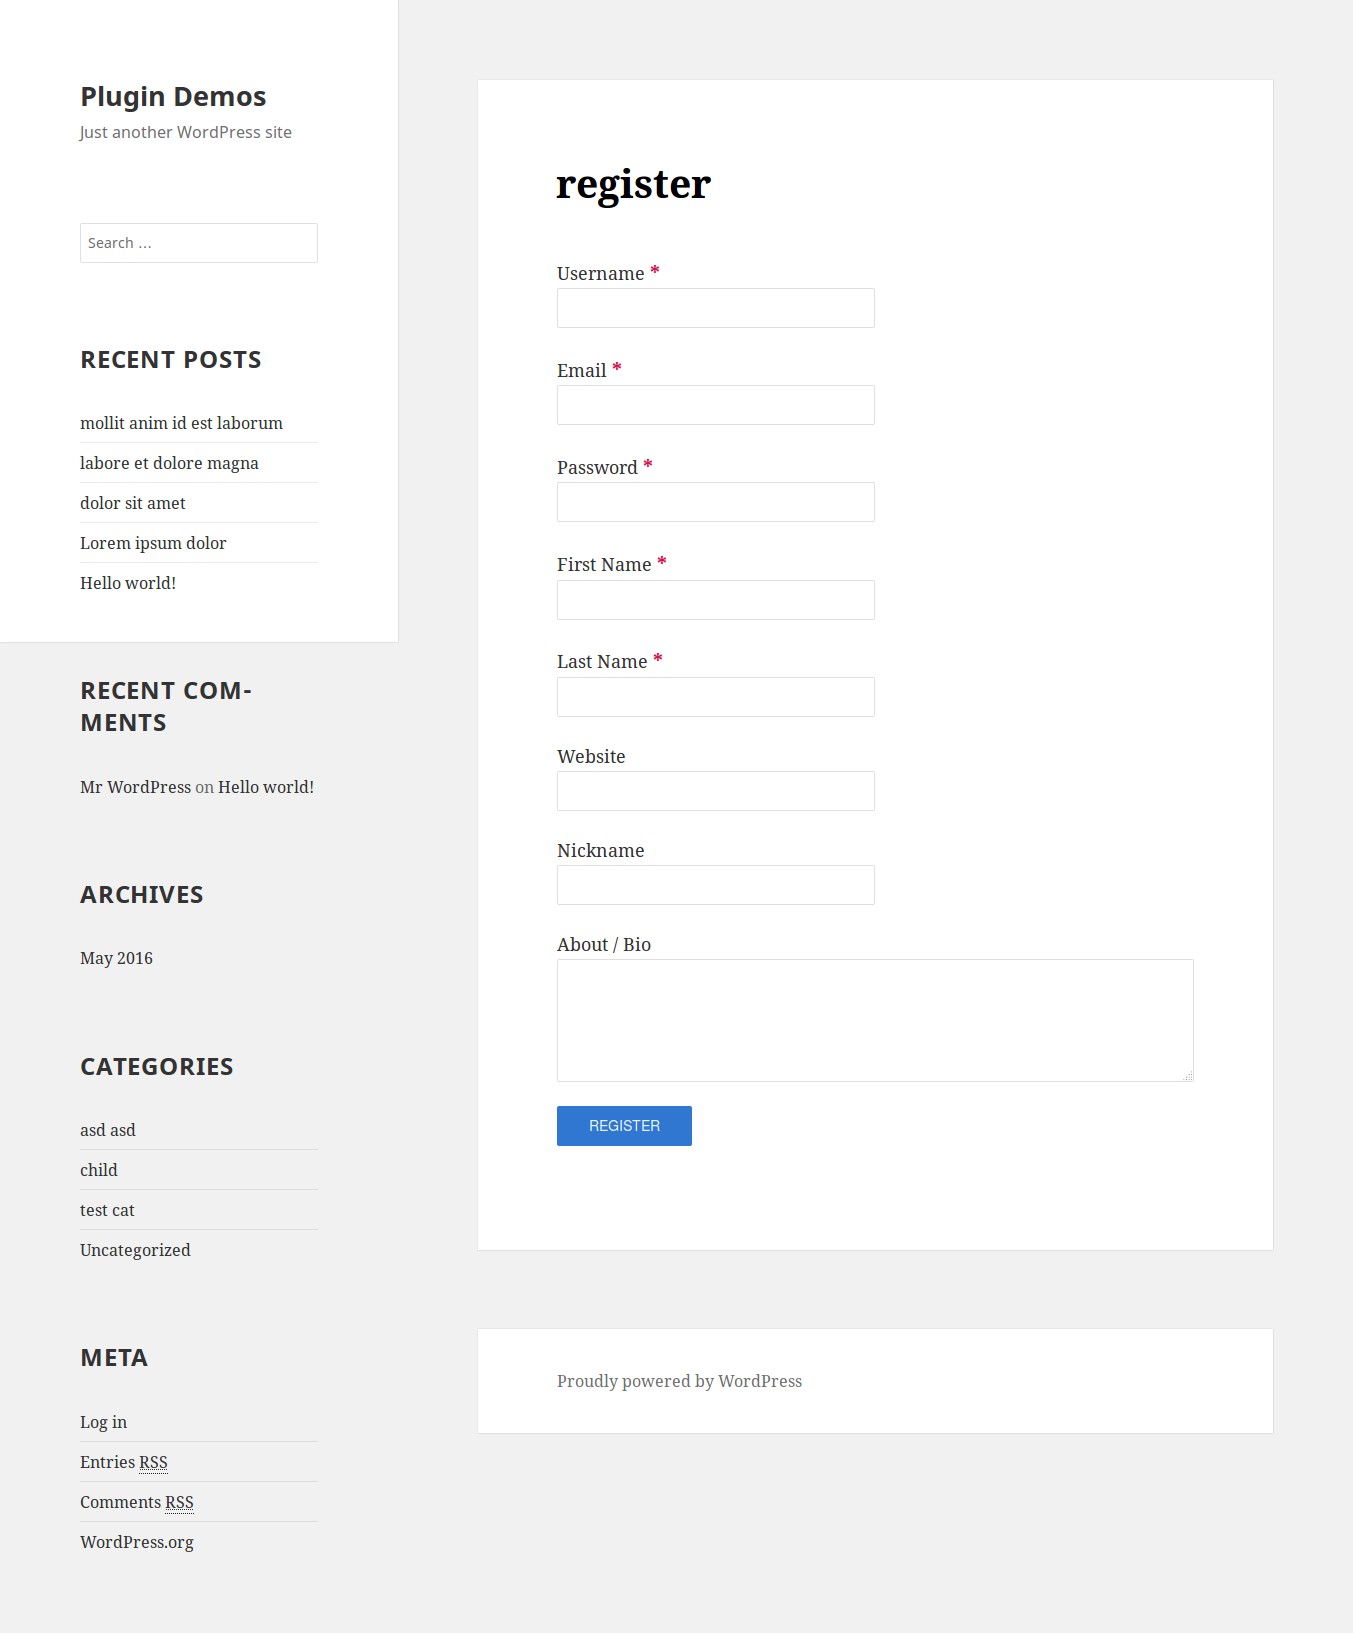 Plugin Demos
Just another WordPress site
Search …
RECENT POSTS
mollit anim id est laborum
labore et dolore magna
dolor sit amet
Lorem ipsum dolor
Hello world!
RECENT COM-
MENTS
Mr WordPress on Hello world!
ARCHIVES
May 2016
CATEGORIES
asd asd
child
test cat
Uncategorized
META
Log in
Entries RSS
Comments RSS
WordPress.org
register
Username *
Email *
Password *
First Name *
Last Name *
Website
Nickname
About / Bio
REGISTER
Proudly powered by WordPress